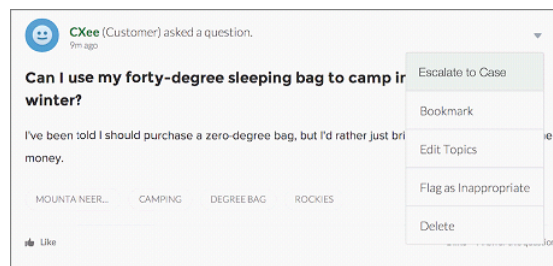 CXee (Customer) asked a question.
9m ago
Can I use my forty-degree sleeping bag to camp in
winter?
I've been told I should purchase a zero-degree bag, but I'd rather just bri
money.
MOUNTA NEER... CAMPING DEGREE BAG ROCKIES
Like
Escalate to Case
Bookmark
Edit Topics
Flag as Inappropriate
Delete